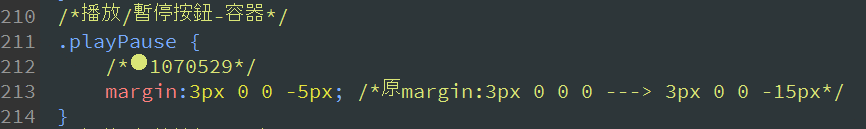 210 /*播放/暫停按鈕-容器*/
211 .playPause {
212 /*●1070529*/
213 margin:3px 0 0 -5px; /*原margin:3px 0 0 0 ---> 3px 0 0 -15px*/
214 }